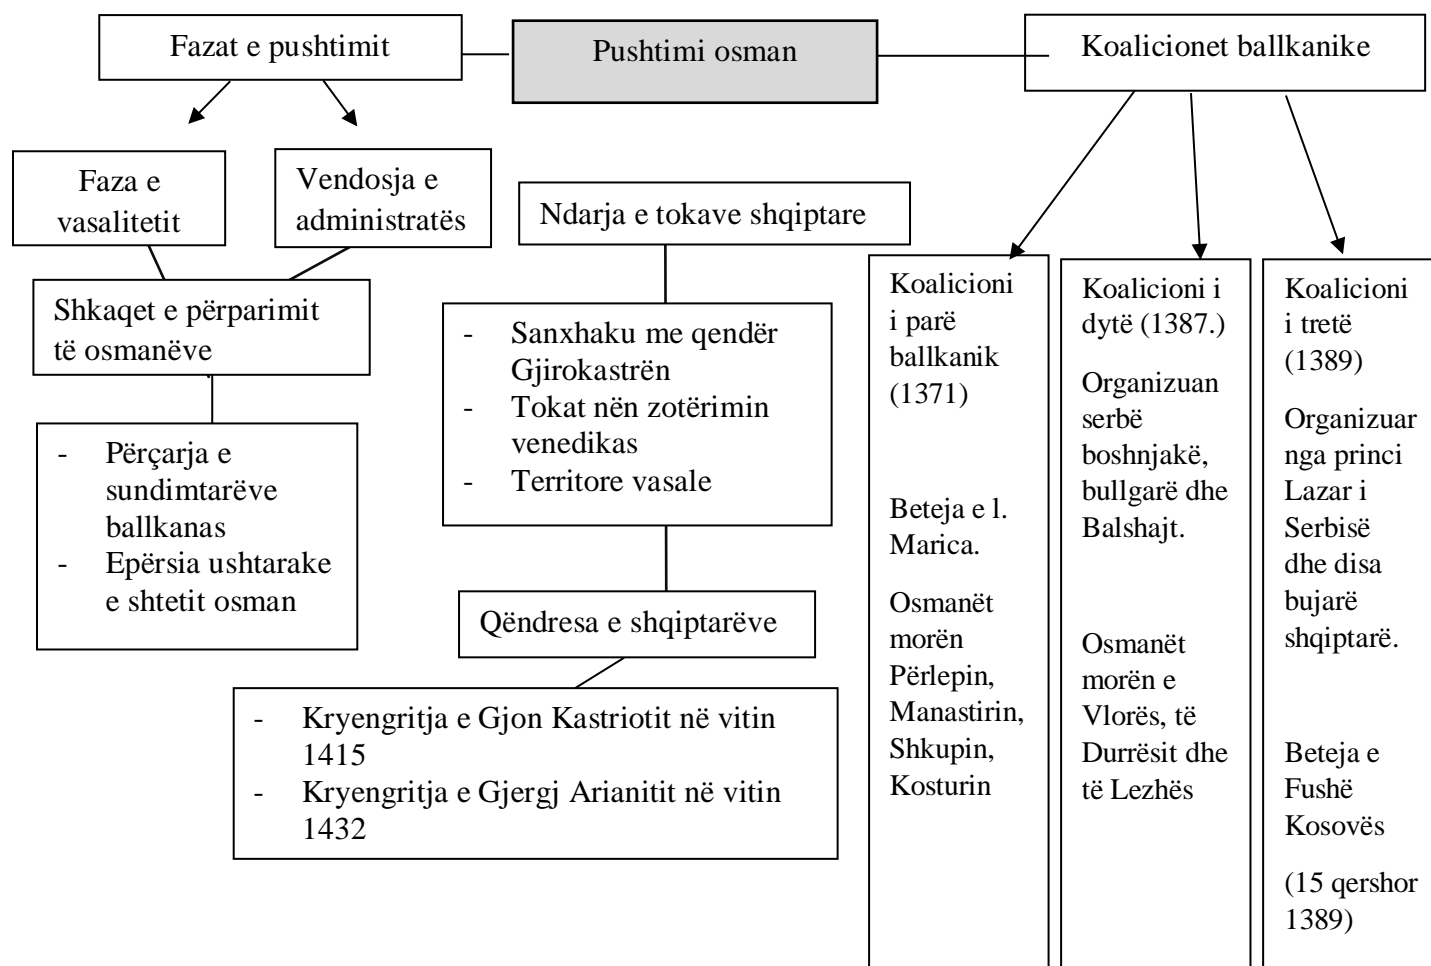 Fazat e pushtimit
Pushtimi osman
Koalicionet ballkanike
Faza e
vasalitetit
Vendosja e
administratës
Shkaqet e përparimit
të osmanëve
- Përçarja e
sundimtarëve
ballkanas
- Epërsia ushtarake
e shtetit osman
Ndarja e tokave shqiptare
- Sanxhaku me qendër
Gjirokastrën
- Tokat nën zotërimin
venedikas
- Territore vasale
Qëndresa e shqiptarëve
- Kryengritja e Gjon Kastriotit në vitin
1415
- Kryengritja e Gjergj Arianitit në vitin
1432
Koalicioni
i parë
ballkanik
(1371)
Beteja e l.
Marica.
Osmanët
morën
Përlepin,
Manastirin,
Shkupin,
Kosturin
Koalicioni i
dytë (1387.)
Organizuan
serbë
boshnjakë,
bullgarë dhe
Balshajt.
Osmanët
morën e
Vlorës, të
Durrësit dhe
të Lezhës
Koalicioni
i tretë
(1389)
Organizuar
nga princi
Lazar i
Serbisë
dhe disa
bujarë
shqiptarë.
Beteja e
Fushë
Kosovës
(15 qershor
1389)